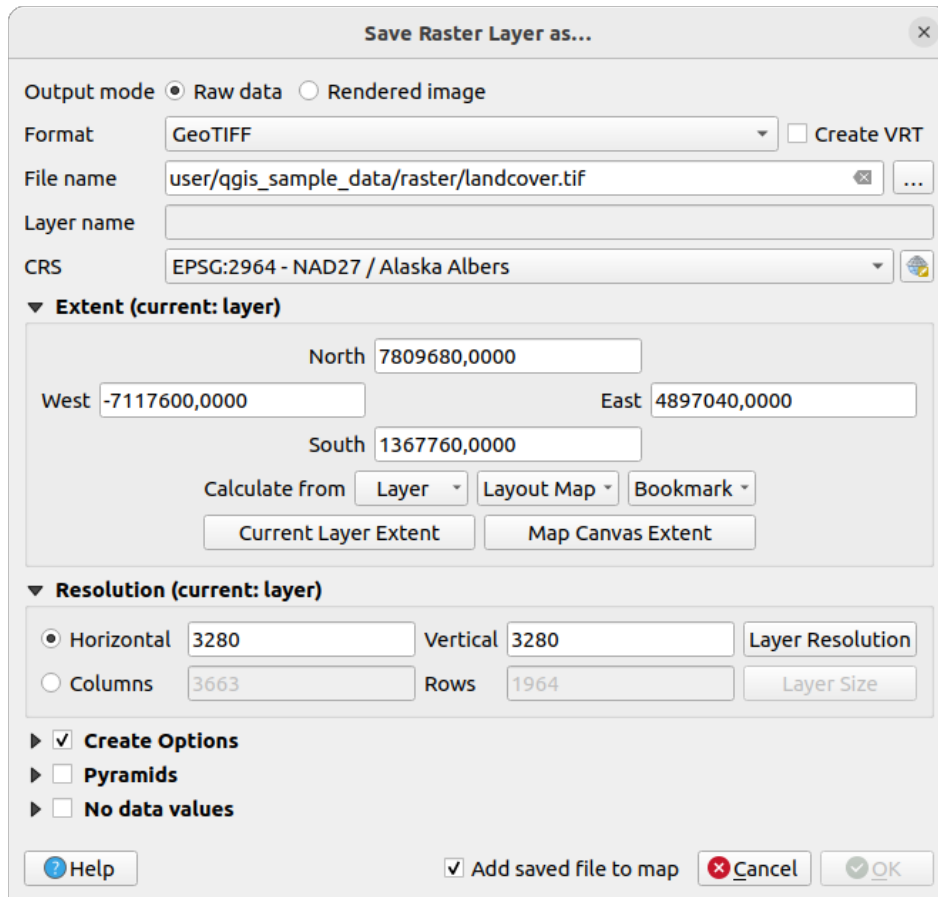 Save Raster Layer as...
Output mode Raw data Rendered image
Format GeoTIFF Create VRT
File name user/qgis_sample_data/raster/landcover.tif ...
Layer name
CRS EPSG:2964 - NAD27 / Alaska Albers
Extent (current: layer)
North 7809680,0000
West -7117600,0000 East 4897040,0000
South 1367760,0000
Calculate from Layer Layout Map Bookmark
Current Layer Extent Map Canvas Extent
Resolution (current: layer)
Horizontal 3280 Vertical 3280 Layer Resolution
Columns 3663 Rows 1964 Layer Size
Create Options
Pyramids
No data values
Help Add saved file to map Cancel OK